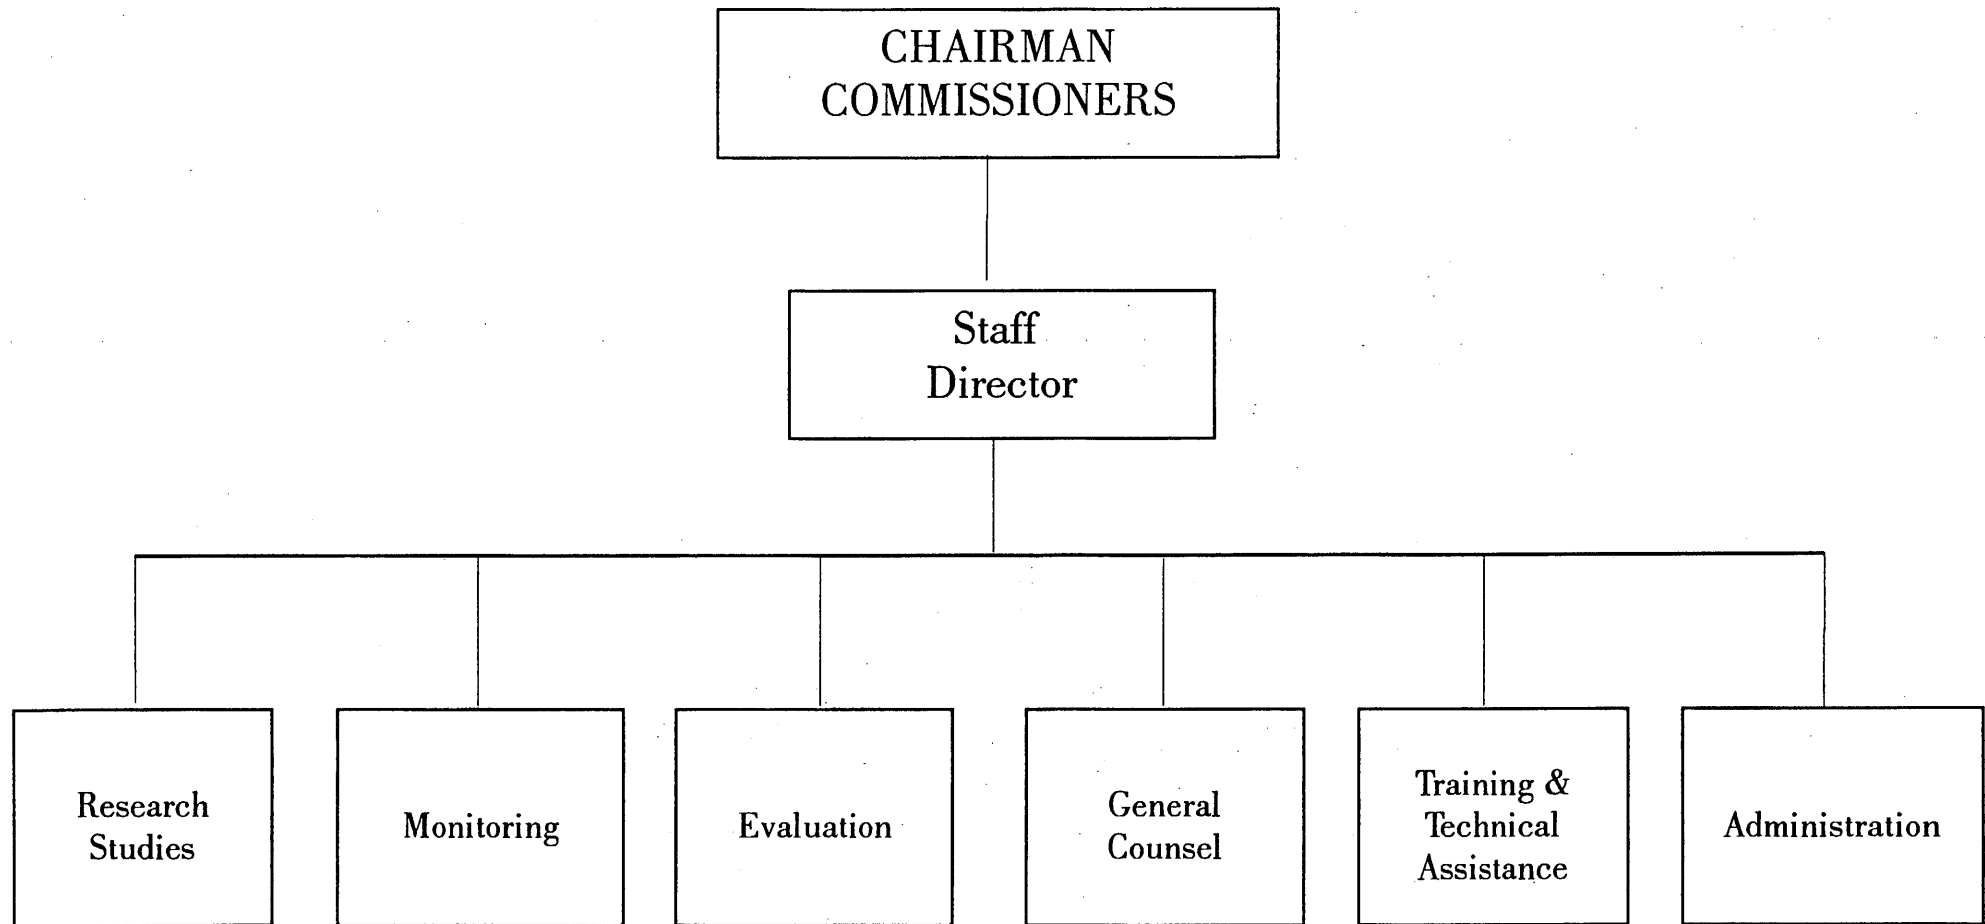 CHAIRMAN
COMMISSIONERS
Staff
Director
Research
Studies
Monitoring
Evaluation
General
Counsel
Training &
Technical
Assistance
Administration